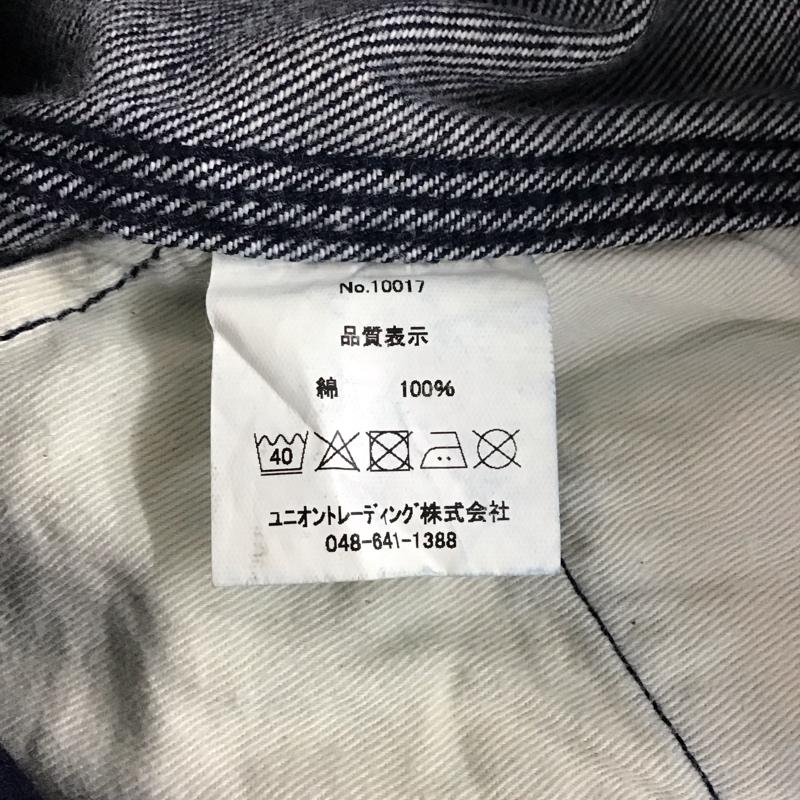 No.10017
品質表示
綿 100%
40
ユニオントレーディング株式会社
048-641-1388